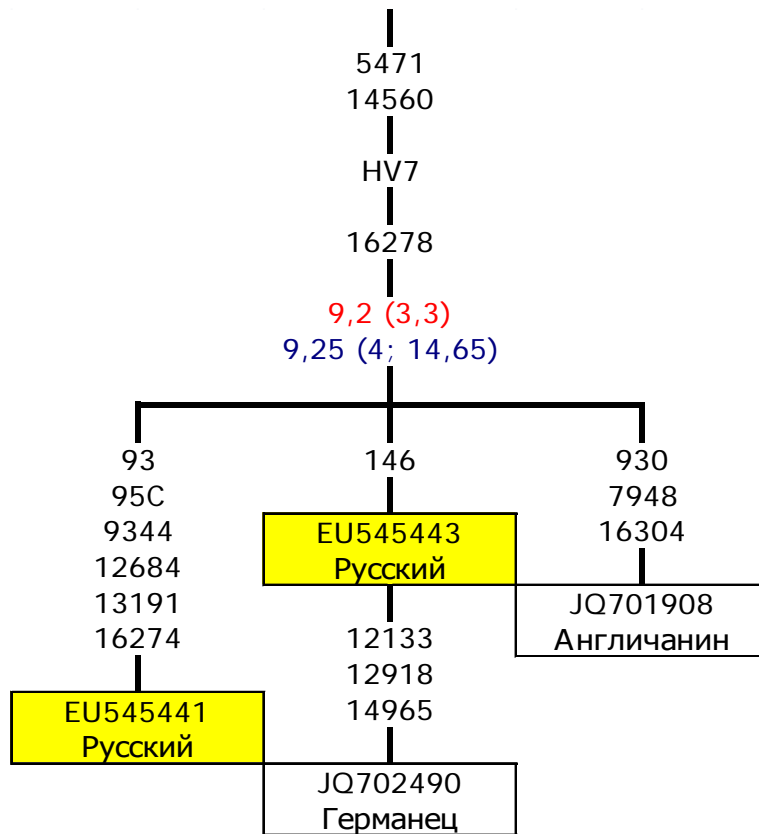 5471
14560
HV7
16278
9,2 (3,3)
9,25 (4; 14,65)
93
95C
9344
12684
13191
16274
EU545441
Русский
146
EU545443
Русский
12133
12918
14965
JQ702490
Германец
930
7948
16304
JQ701908
Англичанин